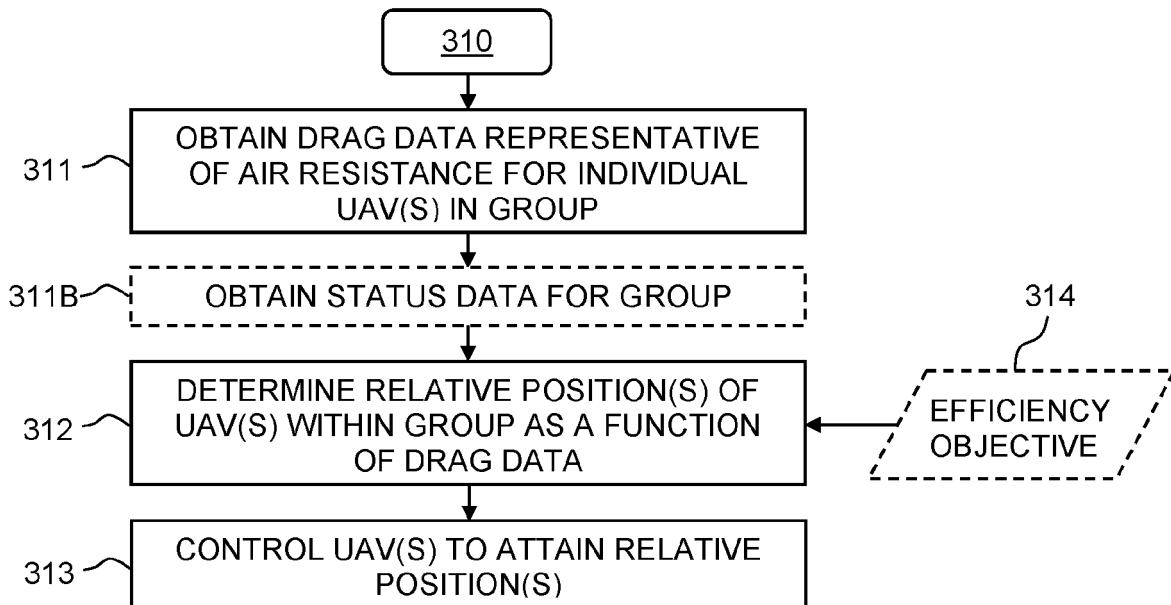 310
311
OBTAIN DRAG DATA REPRESENTATIVE
OF AIR RESISTANCE FOR INDIVIDUAL
UAV(S) IN GROUP
311B
OBTAIN STATUS DATA FOR GROUP
314
312
DETERMINE RELATIVE POSITION(S) OF
UAV(S) WITHIN GROUP AS A FUNCTION
OF DRAG DATA
EFFICIENCY
OBJECTIVE
313
CONTROL UAV(S) TO ATTAIN RELATIVE
POSITION(S)